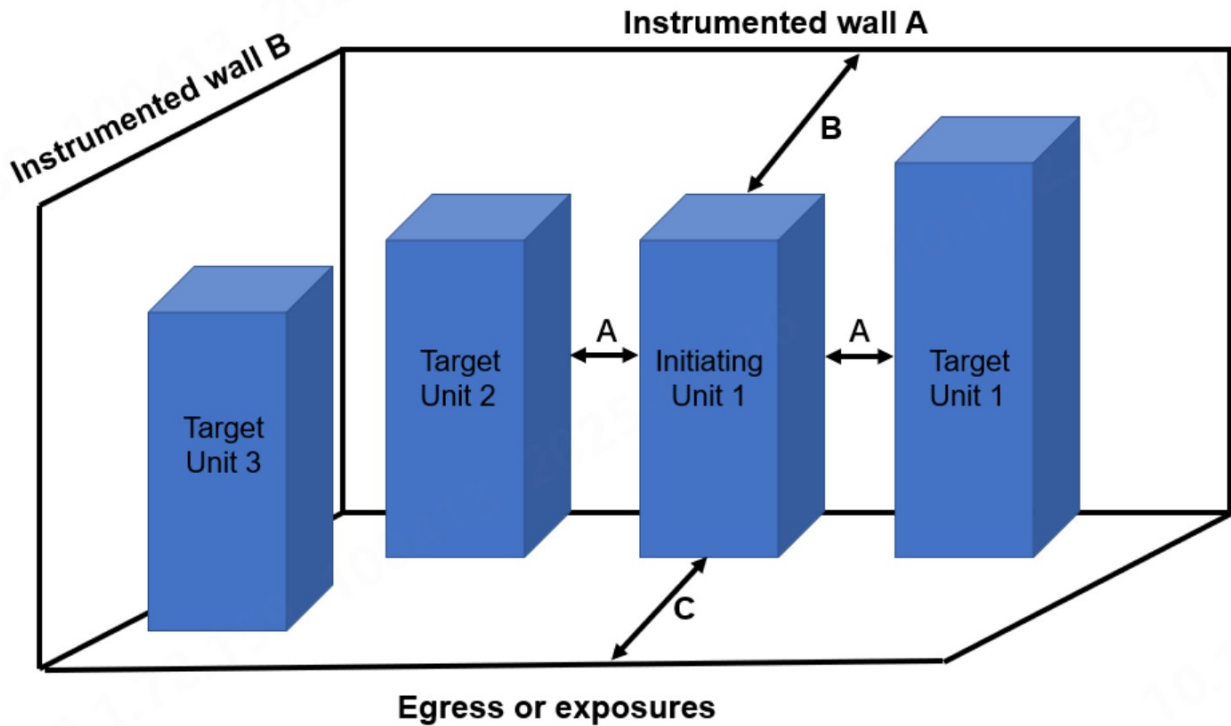 Instrumented wall A
Instrumented wall B
B
A
A
Target
Unit 2
Initiating
Unit 1
Target
Unit 1
Target
Unit 3
C
Egress or exposures